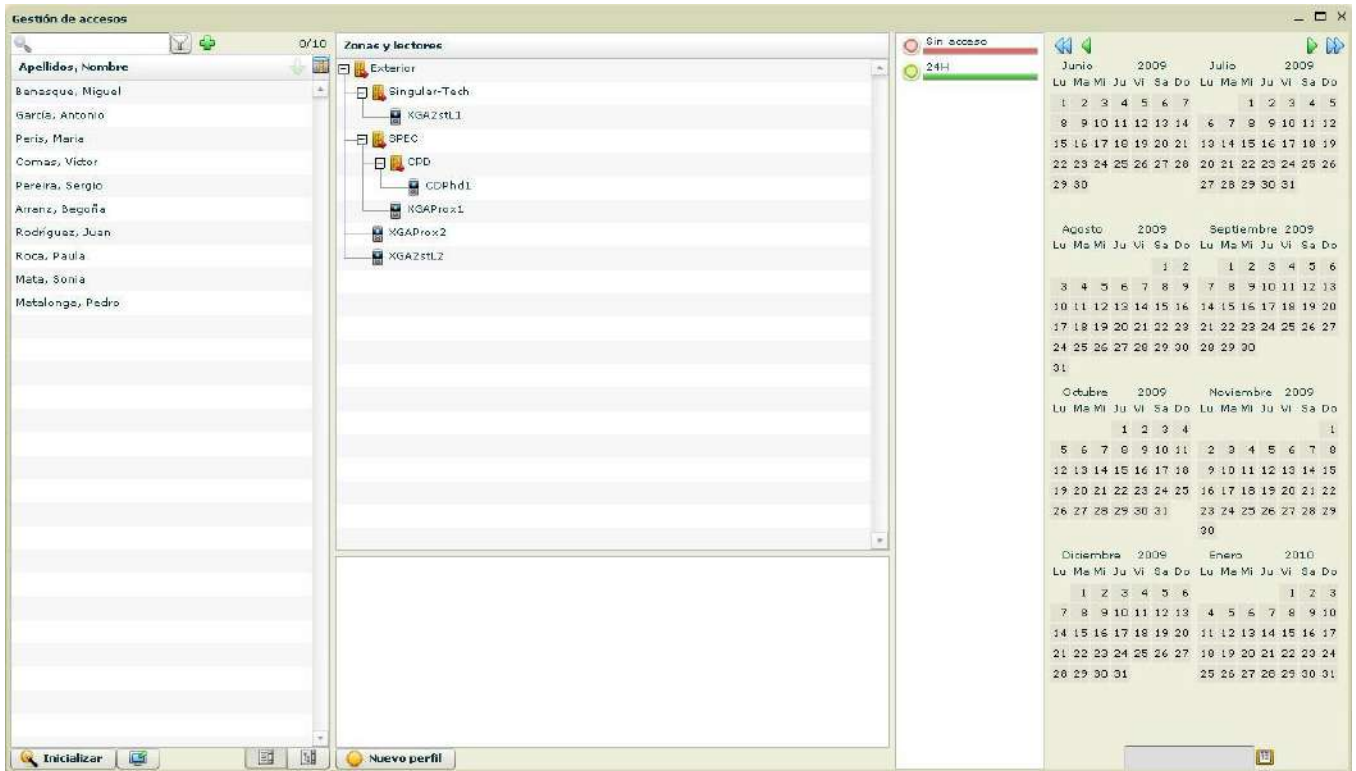 Gestión de accesos
0/10
Apellidos, Nombre
Benasque, Miguel
García, Antonio
Peris, Maria
Comas, Victor
Pereira, Sergio
Arranz, Begoña
Rodríguez, Juan
Roca, Paula
Mata, Sonia
Matalonga, Pedro
Inicializar
Zonas y lectores
Exterior
Singular-Tech
XGA2stL1
SPEC
CPD
CDPhd1
XGAProx1
XGAProx2
XGA2stL2
Nuevo perfil
Sin acceso
24H
Junio 2009
Lu Ma Mi Ju Vi Sa Do
1 2 3 4 5 6 7
8 9 10 11 12 13 14
15 16 17 18 19 20 21
22 23 24 25 26 27 28
29 30
Julio 2009
Lu Ma Mi Ju Vi Sa Do
1 2 3 4 5
6 7 8 9 10 11 12
13 14 15 16 17 18 19
20 21 22 23 24 25 26
27 28 29 30 31
Agosto 2009
Lu Ma Mi Ju Vi Sa Do
1 2
3 4 5 6 7 8 9
10 11 12 13 14 15 16
17 18 19 20 21 22 23
24 25 26 27 28 29 30
31
Septiembre 2009
Lu Ma Mi Ju Vi Sa Do
1 2 3 4 5 6
7 8 9 10 11 12 13
14 15 16 17 18 19 20
21 22 23 24 25 26 27
28 29 30
Octubre 2009
Lu Ma Mi Ju Vi Sa Do
1 2 3 4
5 6 7 8 9 10 11
12 13 14 15 16 17 18
19 20 21 22 23 24 25
26 27 28 29 30 31
Noviembre 2009
Lu Ma Mi Ju Vi Sa Do
1
2 3 4 5 6 7 8
9 10 11 12 13 14 15
16 17 18 19 20 21 22
23 24 25 26 27 28 29
30
Diciembre 2009
Lu Ma Mi Ju Vi Sa Do
1 2 3 4 5 6
7 8 9 10 11 12 13
14 15 16 17 18 19 20
21 22 23 24 25 26 27
28 29 30 31
Enero 2010
Lu Ma Mi Ju Vi Sa Do
1 2 3
4 5 6 7 8 9 10
11 12 13 14 15 16 17
18 19 20 21 22 23 24
25 26 27 28 29 30 31